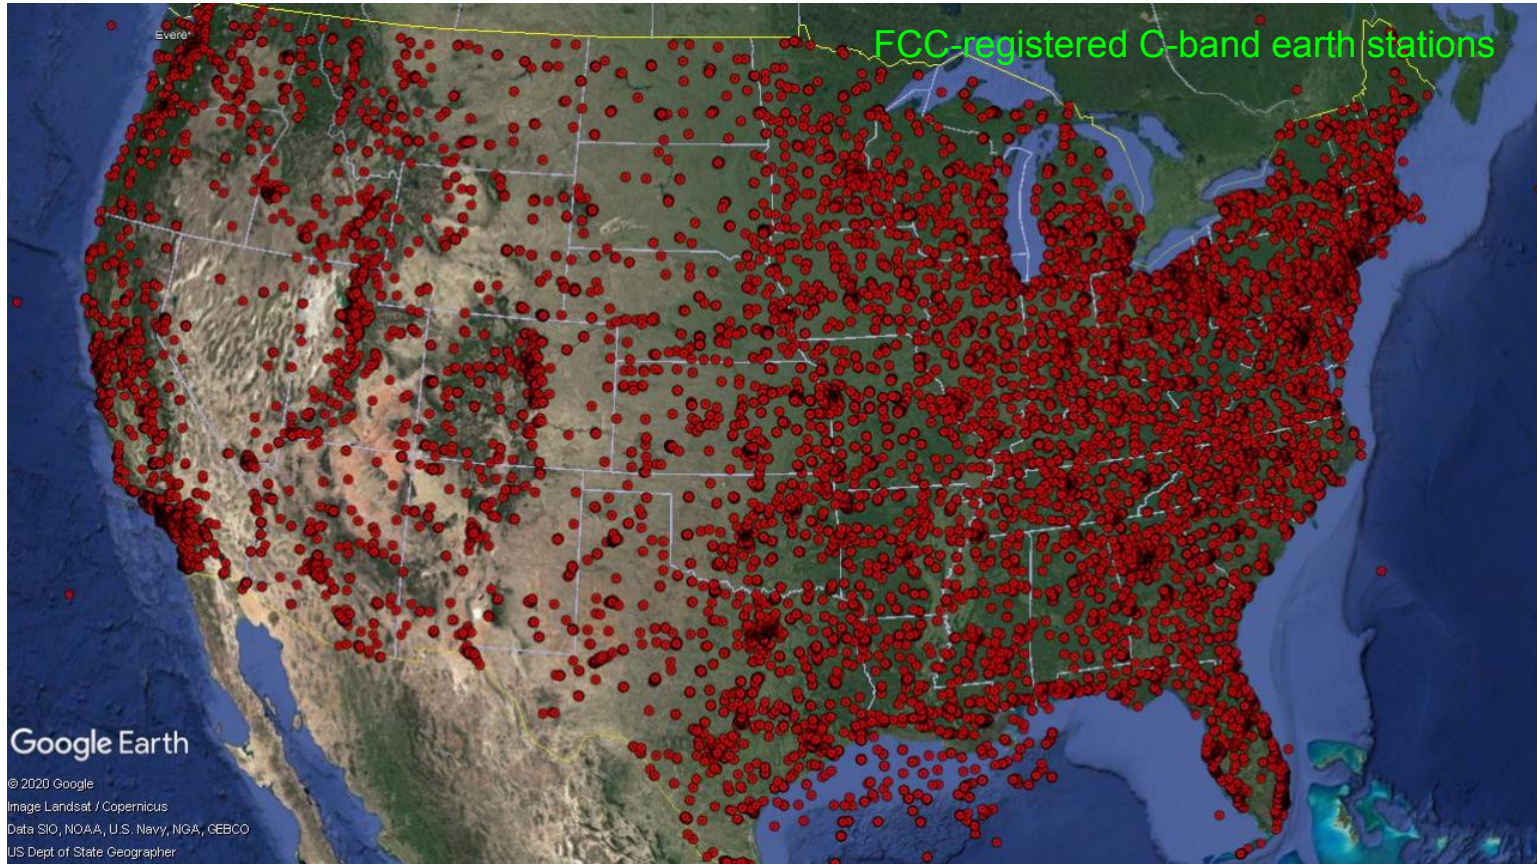 FCC-registered C-band earth stations
Google Earth
© 2020 Google
Image Landsat / Copernicus
Data SIO, NOAA, U.S. Navy, NGA, GEBCO
US Dept of State Geographer